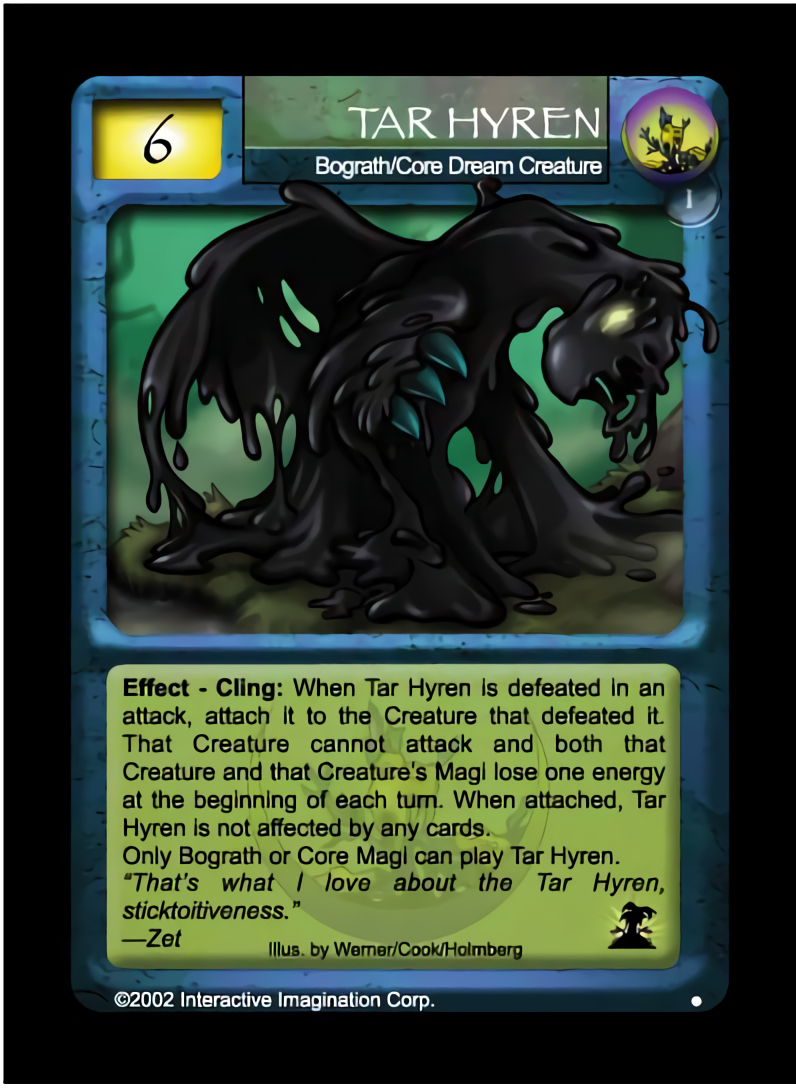 6
TAR HYREN
Bograth/Core Dream Creature
1
Effect - Cling: When Tar Hyren is defeated in an
attack, attach it to the Creature that defeated it.
That Creature cannot attack and both that
Creature and that Creature's Magi lose one energy
at the beginning of each turn. When attached, Tar
Hyren is not affected by any cards.
Only Bograth or Core Magi can play Tar Hyren.
"That's what I love about the Tar Hyren,
sticktoitiveness."
—Zet
Illus. by Werner/Cook/Holmberg
©2002 Interactive Imagination Corp.